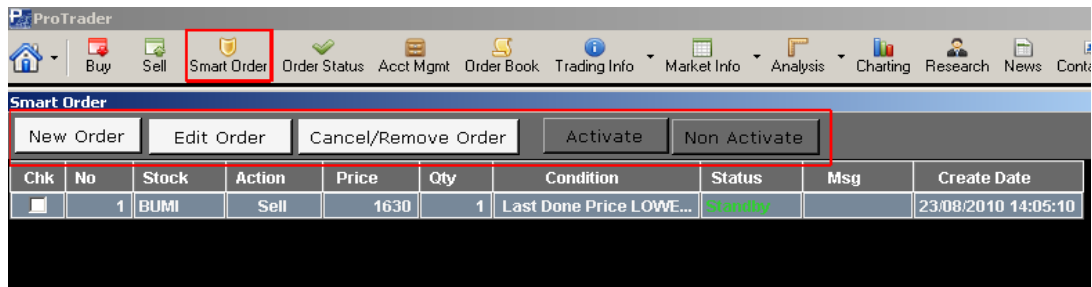 ProTrader
Buy Sell Smart Order Order Status Acct Mgmt Order Book Trading Info Market Info Analysis Charting Research News Conta
Smart Order
New Order Edit Order Cancel/Remove Order Activate Non Activate
Chk No Stock Action Price Qty Condition Status Msg Create Date
1 BUMI Sell 1630 1 Last Done Price LOWE... Standby 23/08/2010 14:05:10